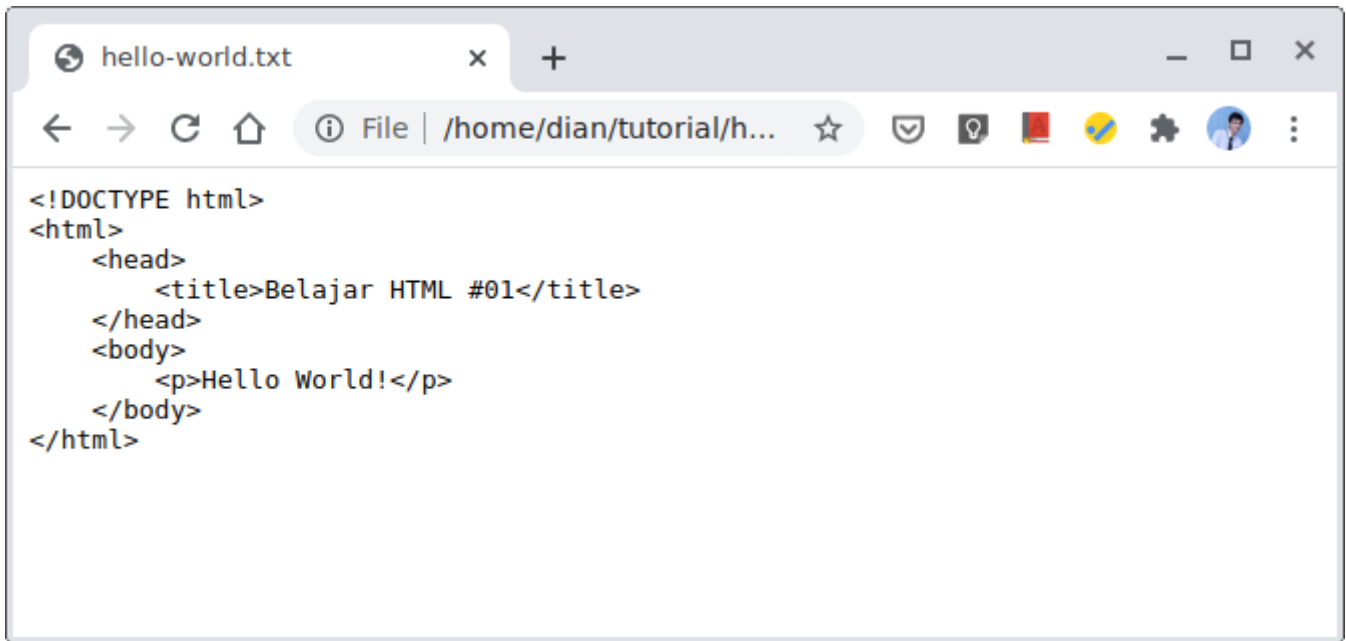 hello-world.txt
File /home/dian/tutorial/h...
<!DOCTYPE html>
<html>
    <head>
        <title>Belajar HTML #01</title>
    </head>
    <body>
        <p>Hello World!</p>
    </body>
</html>